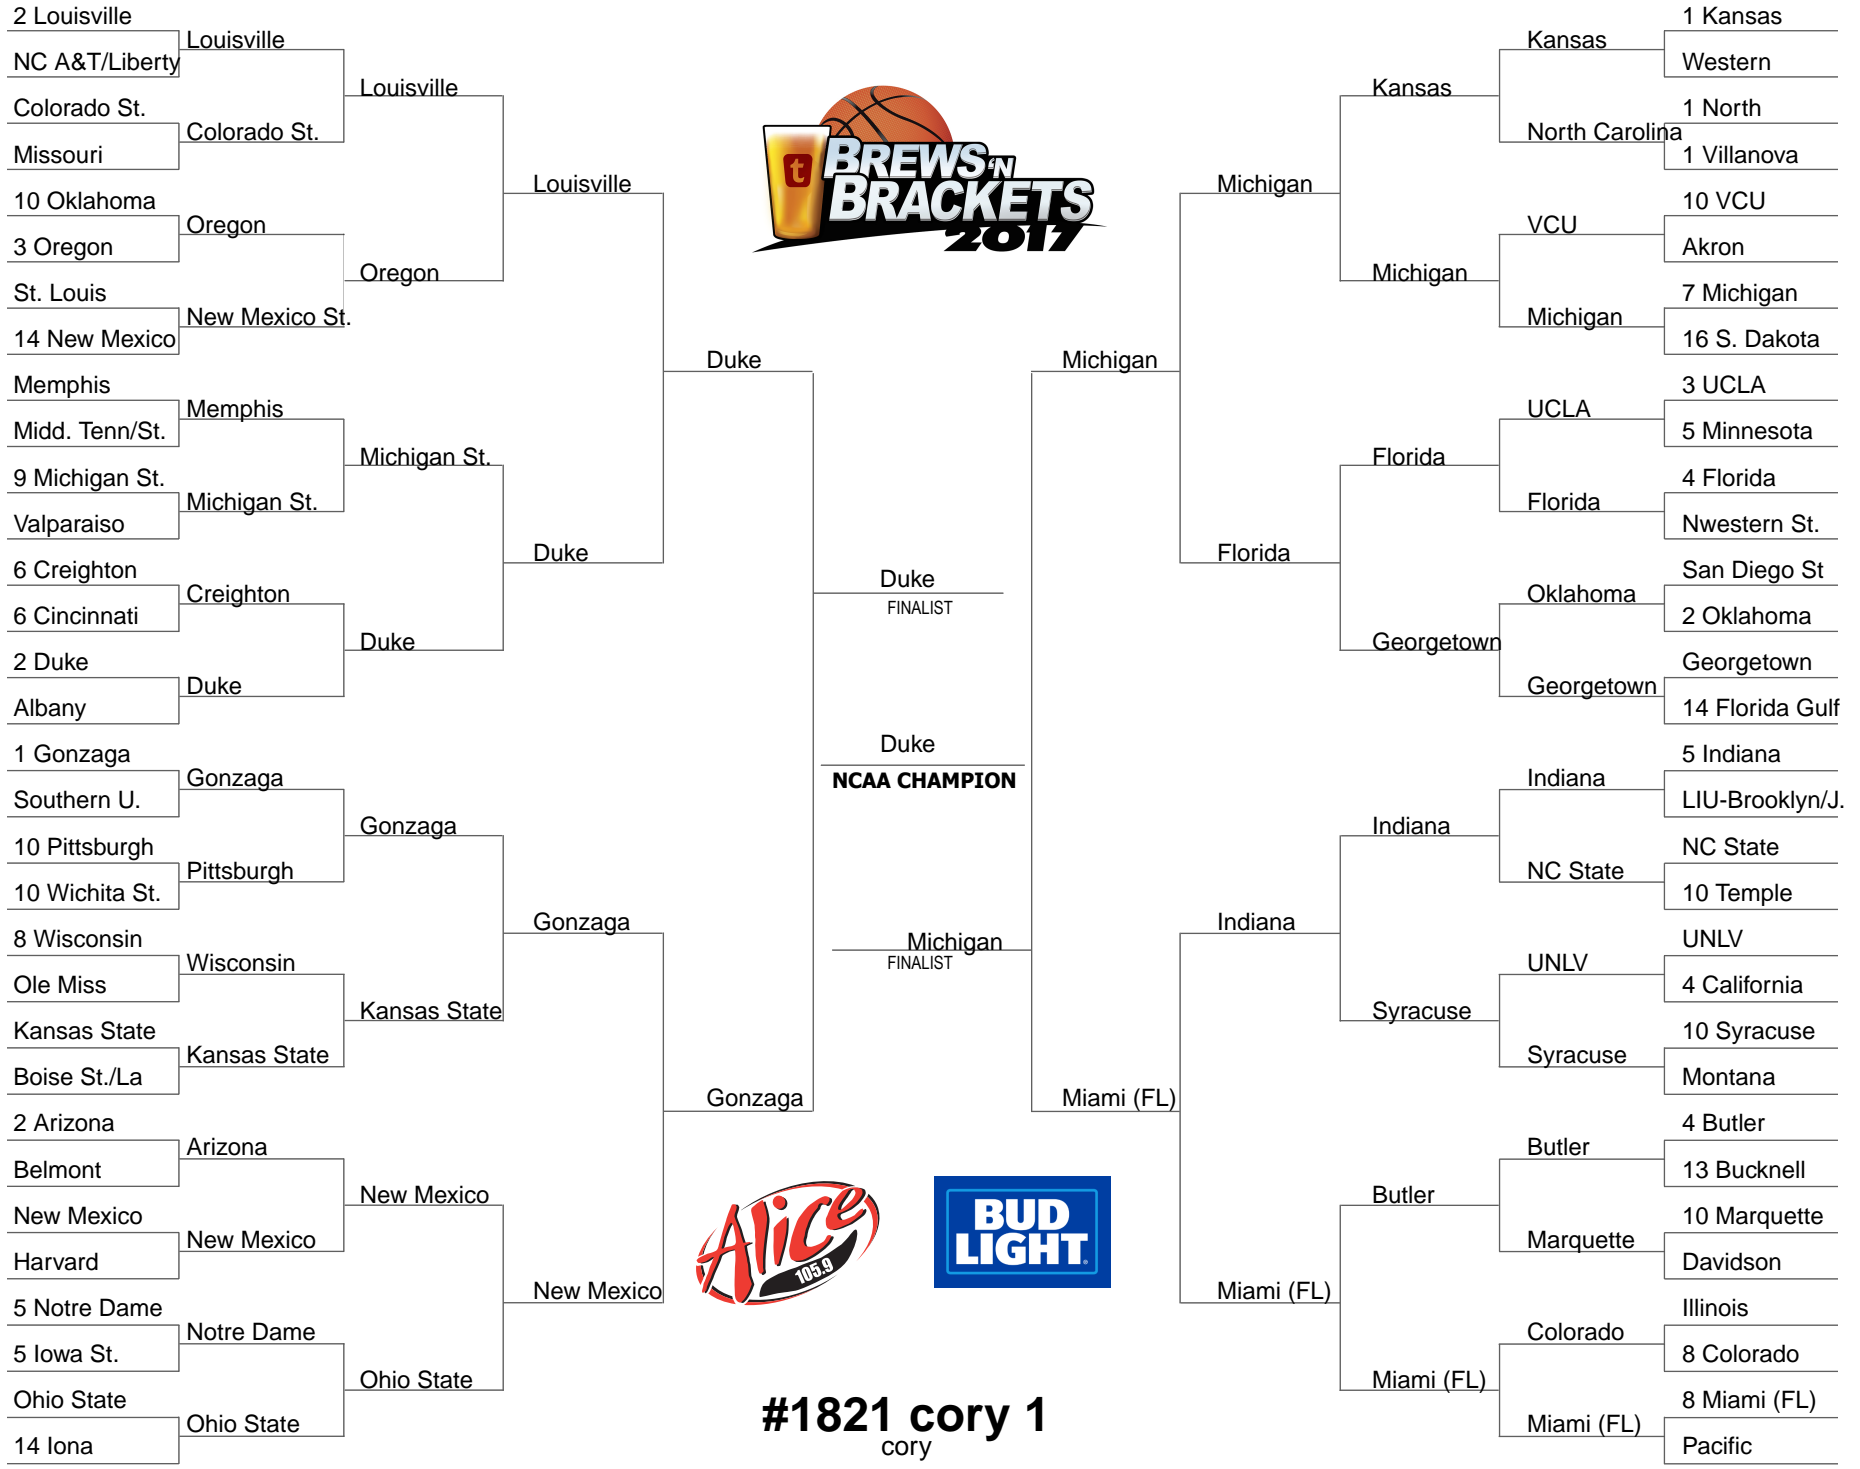 2 Louisville
NC A&T/Liberty
Colorado St.
Missouri
10 Oklahoma
3 Oregon
St. Louis
14 New Mexico
Memphis
Midd. Tenn/St.
9 Michigan St.
Valparaiso
6 Creighton
6 Cincinnati
2 Duke
Albany
1 Gonzaga
Southern U.
10 Pittsburgh
10 Wichita St.
8 Wisconsin
Ole Miss
Kansas State
Boise St./La
2 Arizona
Belmont
New Mexico
Harvard
5 Notre Dame
5 Iowa St.
Ohio State
14 Iona
Louisville
Colorado St.
Oregon
New Mexico St.
Memphis
Michigan St.
Creighton
Duke
Gonzaga
Pittsburgh
Wisconsin
Kansas State
Arizona
New Mexico
Notre Dame
Ohio State
Louisville
Oregon
Michigan St.
Duke
Gonzaga
Kansas State
New Mexico
Ohio State
Louisville
Duke
Gonzaga
New Mexico
Duke
Gonzaga
t
BREWS 'N
BRACKETS
2017
Duke
FINALIST
Duke
NCAA CHAMPION
Michigan
FINALIST
Alice
105.9
BUD
LIGHT
#1821 cory 1
cory
Michigan
Miami (FL)
Michigan
Florida
Indiana
Miami (FL)
Kansas
Michigan
Florida
Georgetown
Indiana
Syracuse
Butler
Miami (FL)
Kansas
North Carolina
VCU
Michigan
UCLA
Florida
Oklahoma
Georgetown
Indiana
NC State
UNLV
Syracuse
Butler
Marquette
Colorado
Miami (FL)
1 Kansas
Western
1 North
1 Villanova
10 VCU
Akron
7 Michigan
16 S. Dakota
3 UCLA
5 Minnesota
4 Florida
Nwestern St.
San Diego St
2 Oklahoma
Georgetown
14 Florida Gulf
5 Indiana
LIU-Brooklyn/J.
NC State
10 Temple
UNLV
4 California
10 Syracuse
Montana
4 Butler
13 Bucknell
10 Marquette
Davidson
Illinois
8 Colorado
8 Miami (FL)
Pacific